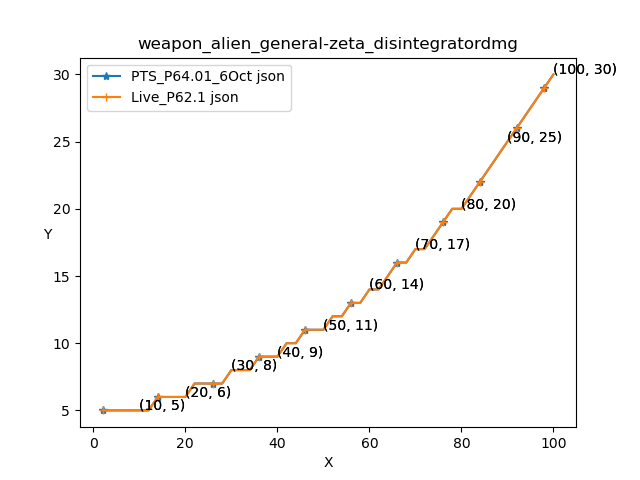 weapon_alien_general-zeta_disintegratordmg
PTS_P64.01_6Oct json
Live_P62.1 json
(100, 30)
(90, 25)
(80, 20)
(70, 17)
(60, 14)
(50, 11)
(40, 9)
(30, 8)
(20, 6)
(10, 5)
30
25
20
15
10
5
Y
0 20 40 60 80 100
X